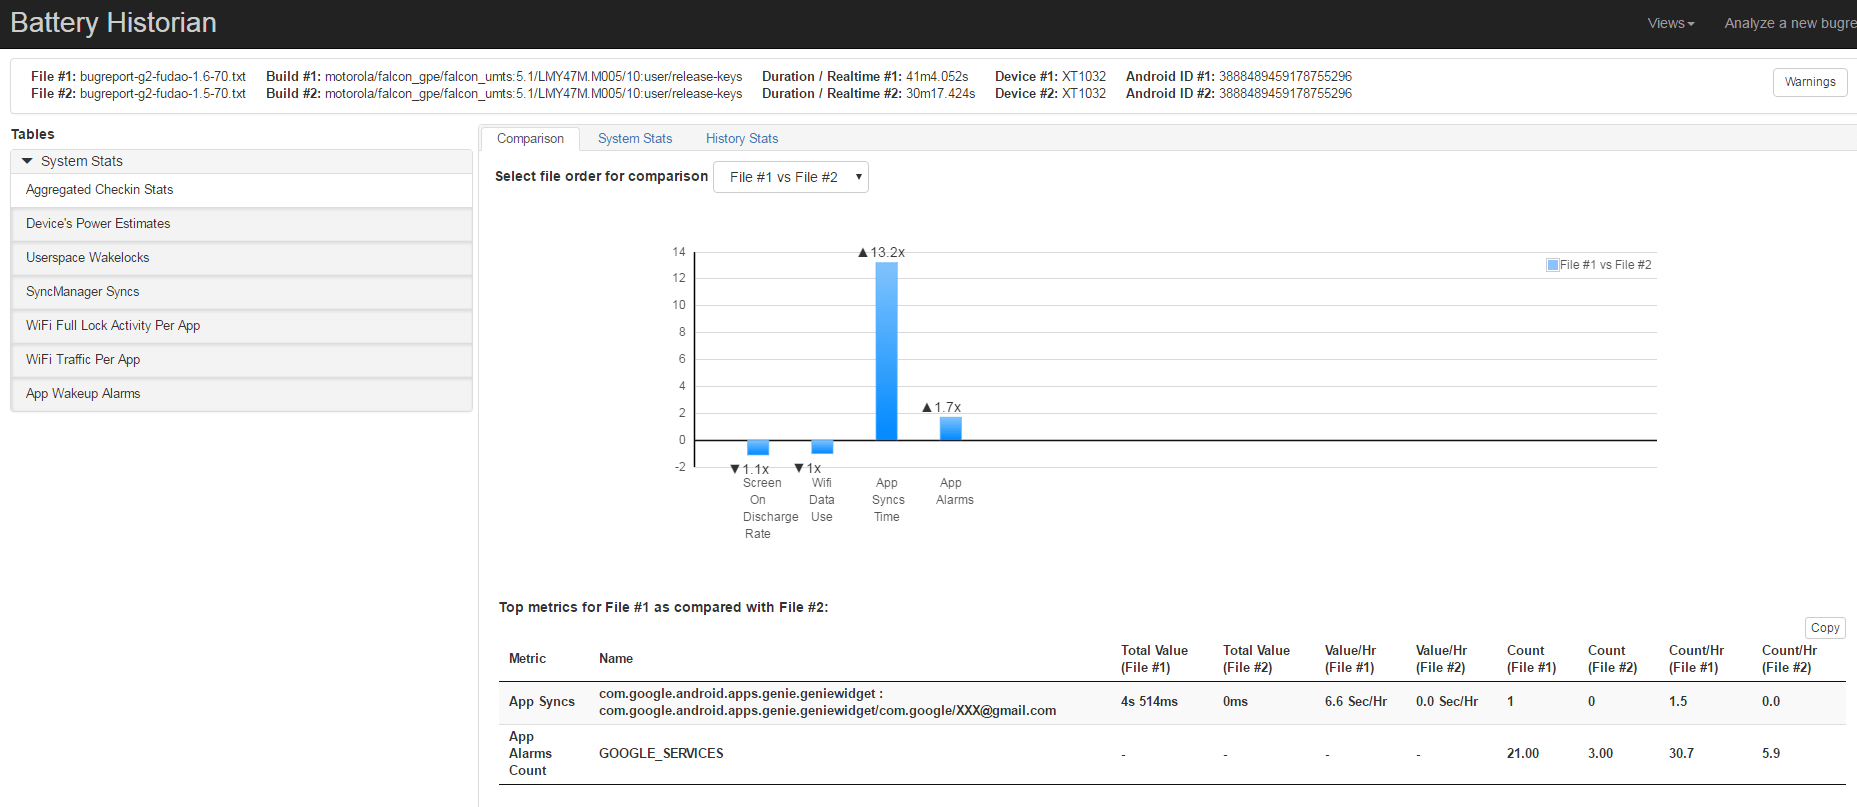 Battery Historian
Views
Analyze a new bugre
File #1: bugreport-g2-fudao-1.6-70.txt Build #1: motorola/falcon_gpe/falcon_umts:5.1/LMY47M.M005/10:user/release-keys Duration / Realtime #1: 41m4.052s Device #1: XT1032 Android ID #1: 3888489459178755296
File #2: bugreport-g2-fudao-1.5-70.txt Build #2: motorola/falcon_gpe/falcon_umts:5.1/LMY47M.M005/10:user/release-keys Duration / Realtime #2: 30m17.424s Device #2: XT1032 Android ID #2: 3888489459178755296
Warnings
Tables
System Stats
Aggregated Checkin Stats
Device's Power Estimates
Userspace Wakelocks
SyncManager Syncs
WiFi Full Lock Activity Per App
WiFi Traffic Per App
App Wakeup Alarms
Comparison System Stats History Stats
Select file order for comparison File #1 vs File #2
14
12
10
8
6
4
2
0
-2
▲13.2x
▲1.7x
▼1.1x
▼1x
File #1 vs File #2
Screen
On
Discharge
Rate
Wifi
Data
Use
App
Syncs
Time
App
Alarms
Top metrics for File #1 as compared with File #2:
Copy
Metric
Name
Total Value
(File #1)
Total Value
(File #2)
Value/Hr
(File #1)
Value/Hr
(File #2)
Count
(File #1)
Count
(File #2)
Count/Hr
(File #1)
Count/Hr
(File #2)
App Syncs
com.google.android.apps.genie.geniewidget :
com.google.android.apps.genie.geniewidget/com.google/XXX@gmail.com
4s 514ms 0ms 6.6 Sec/Hr 0.0 Sec/Hr 1 0 1.5 0.0
App
Alarms
Count
GOOGLE_SERVICES - - - - 21.00 3.00 30.7 5.9